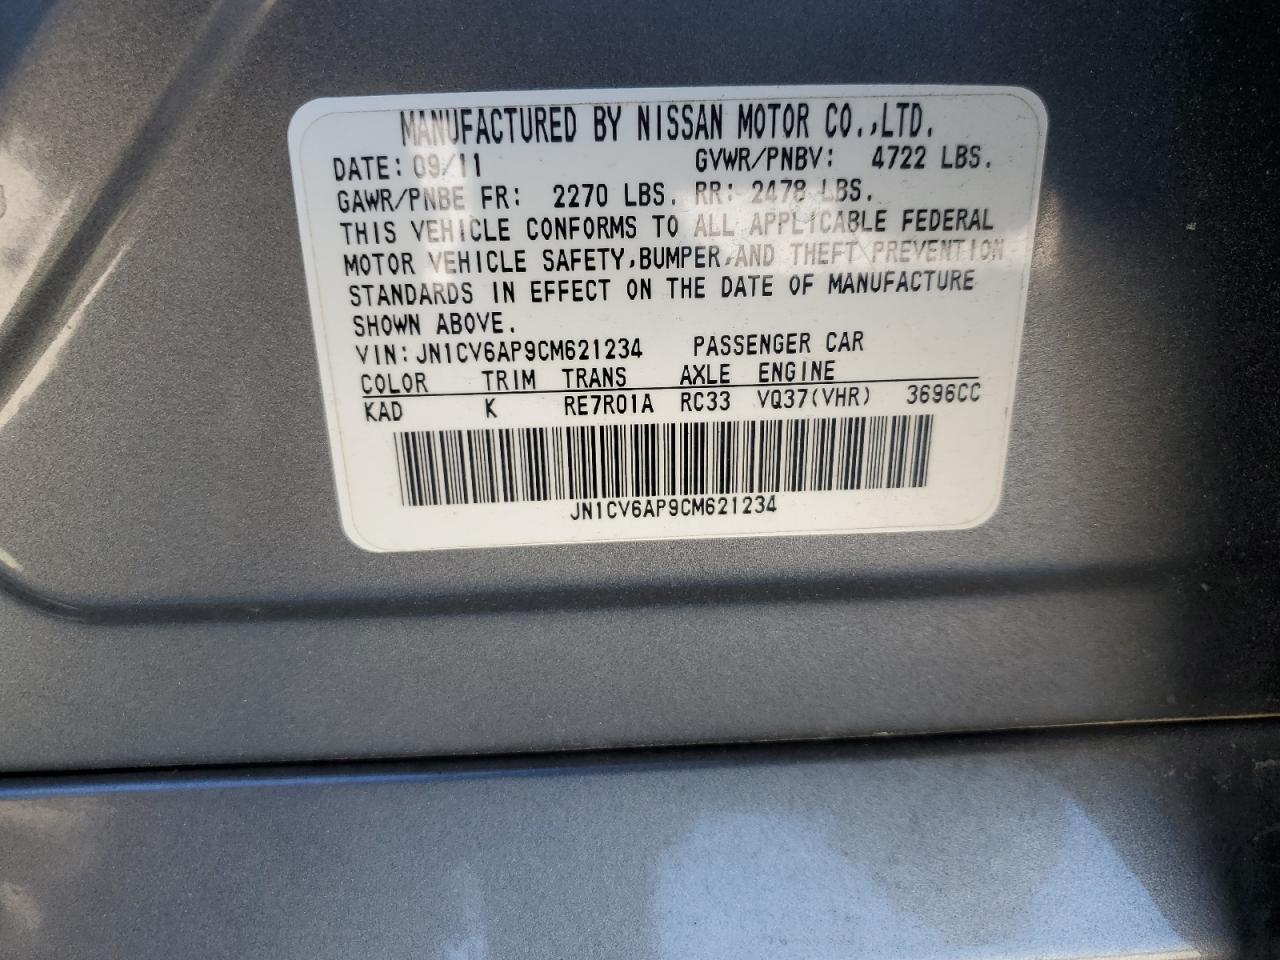 MANUFACTURED BY NISSAN MOTOR CO.,LTD.
DATE: 09/11 GVWR/PNBV: 4722 LBS.
GAWR/PNBE FR: 2270 LBS. RR: 2478 LBS.
THIS VEHICLE CONFORMS TO ALL APPLICABLE FEDERAL
MOTOR VEHICLE SAFETY,BUMPER,AND THEFT PREVENTION
STANDARDS IN EFFECT ON THE DATE OF MANUFACTURE
SHOWN ABOVE.
VIN: JN1CV6AP9CM621234 PASSENGER CAR
COLOR TRIM TRANS AXLE ENGINE
KAD K RE7R01A RC33 VQ37(VHR) 3696CC
JN1CV6AP9CM621234